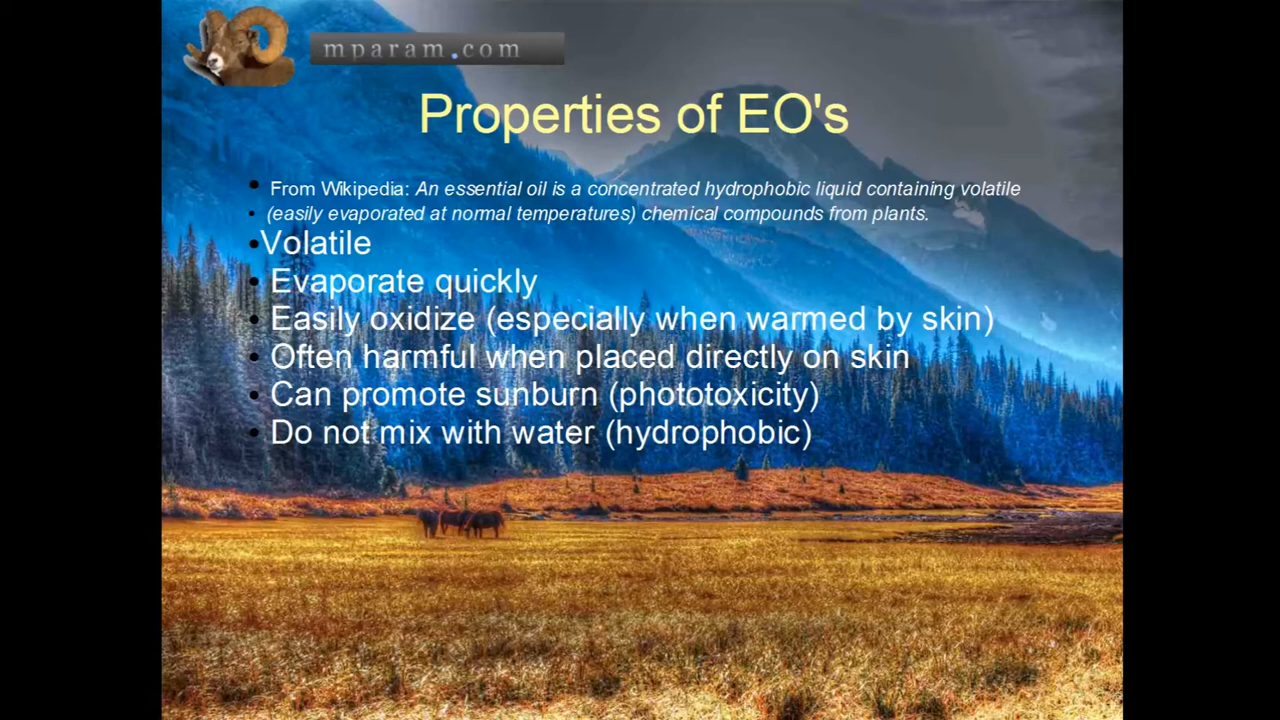 mparam.com
Properties of EO's
• From Wikipedia: An essential oil is a concentrated hydrophobic liquid containing volatile
• (easily evaporated at normal temperatures) chemical compounds from plants.
•Volatile
• Evaporate quickly
• Easily oxidize (especially when warmed by skin)
• Often harmful when placed directly on skin
• Can promote sunburn (phototoxicity)
• Do not mix with water (hydrophobic)